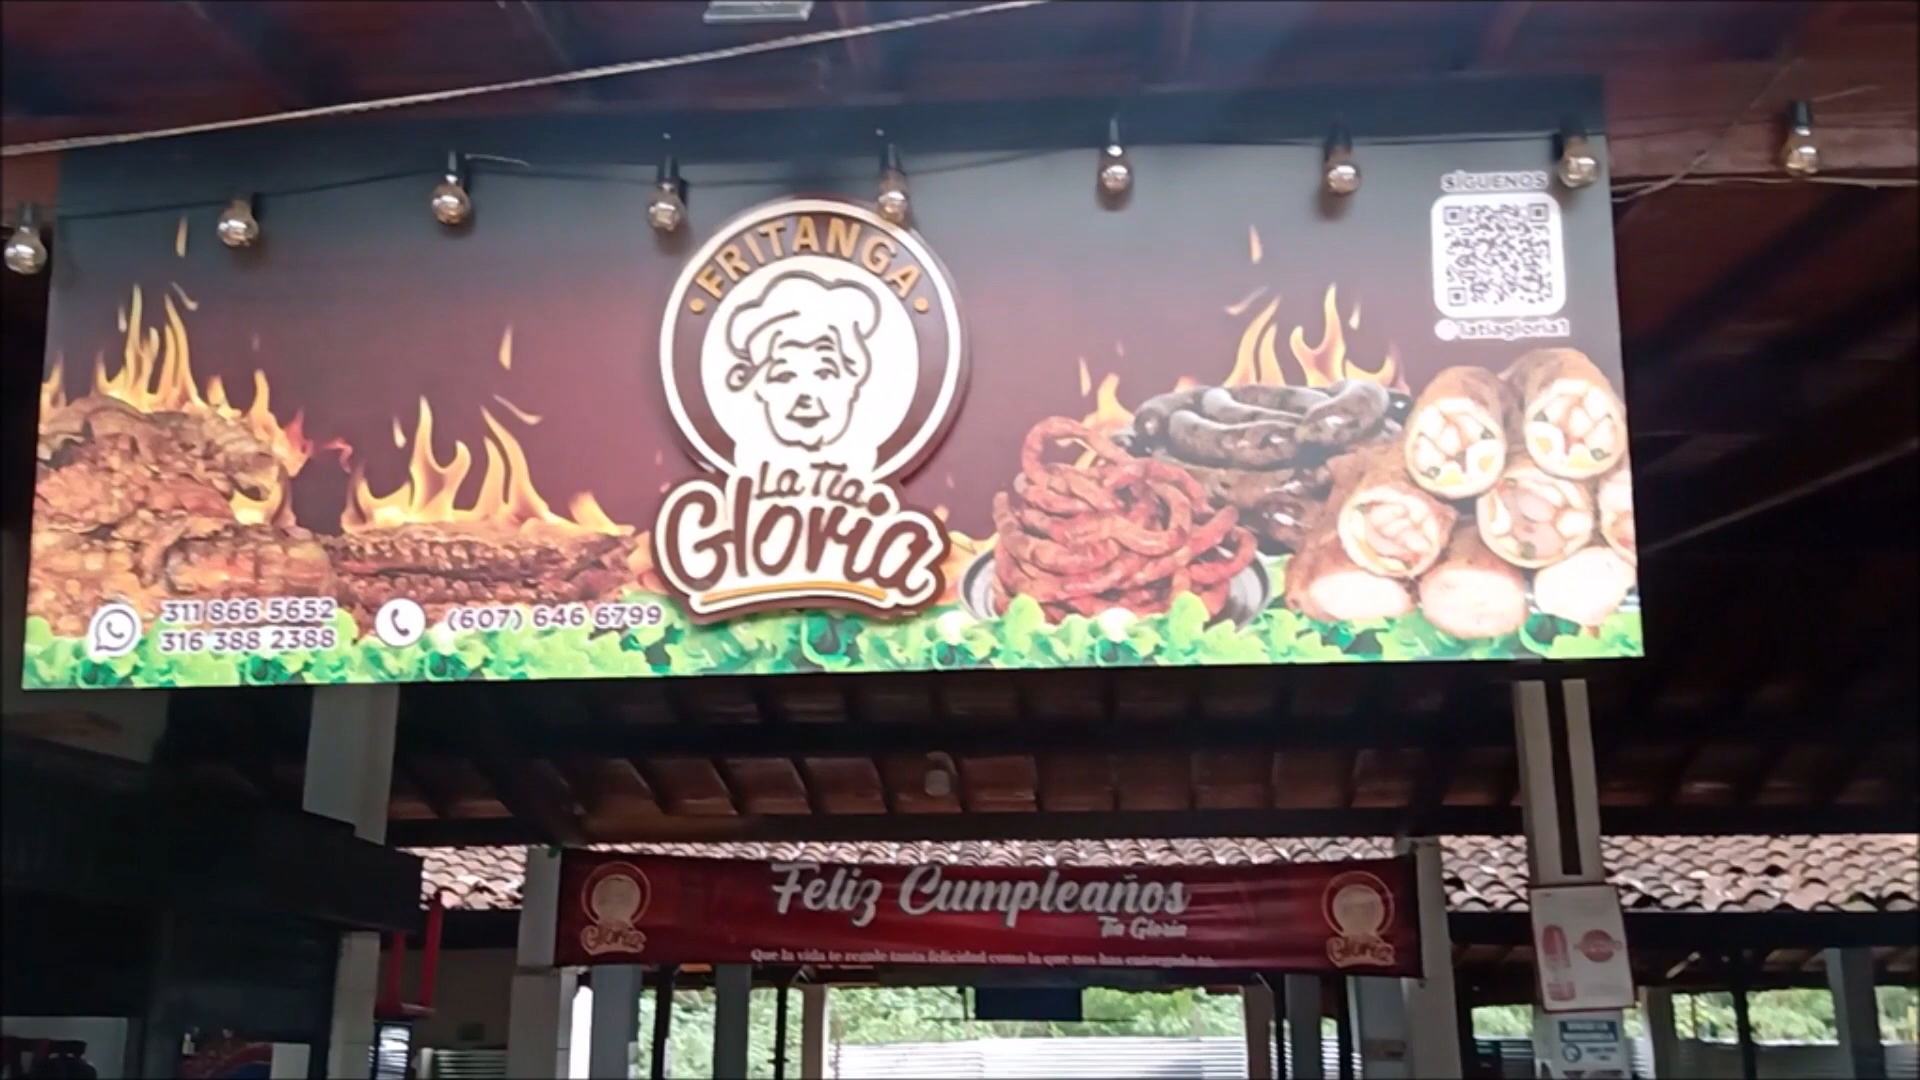 SÍGUENOS
@latiagloria1
FRITANGA
La Tía
Gloria
311 866 5652
316 388 2388
(607) 646 6799
Feliz Cumpleaños
Tía Gloria
Que la vida te regale tanta felicidad como la que nos has entregado
Gloria
Gloria